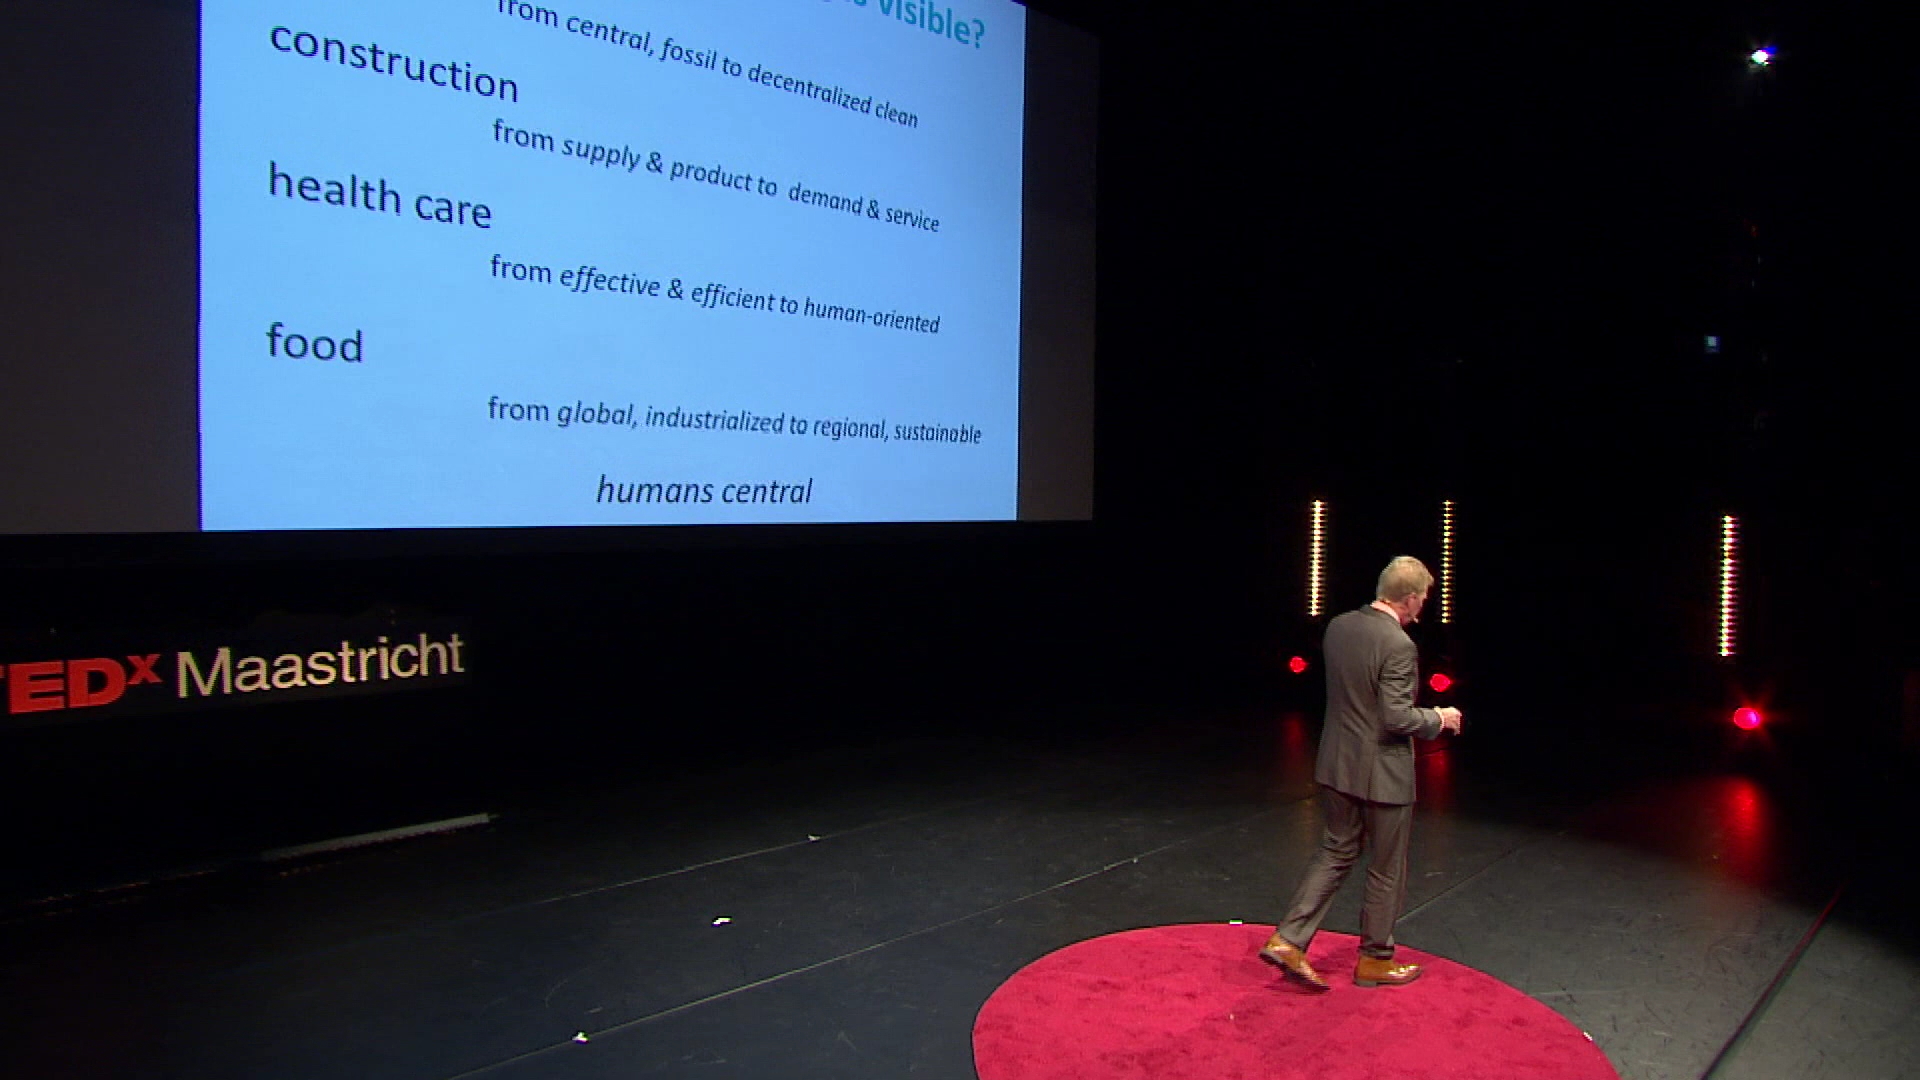 visible?
from central, fossil to decentralized clean
construction
from supply & product to demand & service
health care
from effective & efficient to human-oriented
food
from global, industrialized to regional, sustainable
humans central
TEDx Maastricht